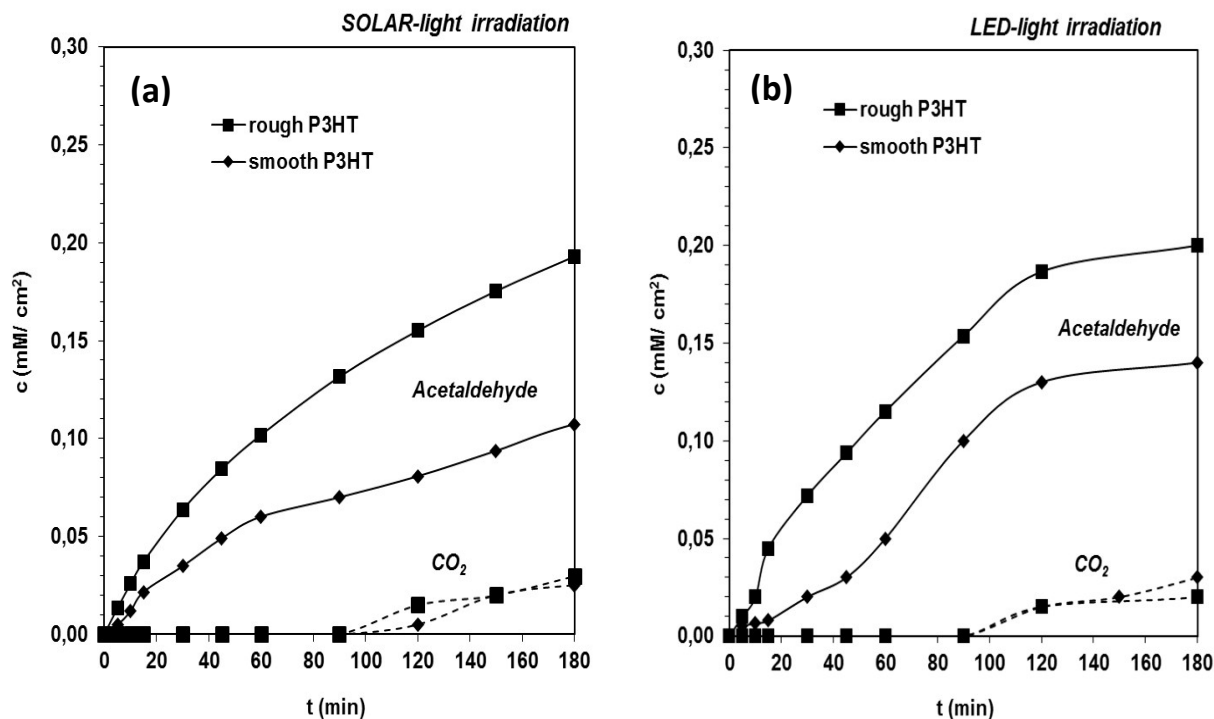 SOLAR-light irradiation
(a)
rough P3HT
smooth P3HT
Acetaldehyde
CO₂
c (mM/ cm²)
0,30
0,25
0,20
0,15
0,10
0,05
0,00
0 20 40 60 80 100 120 140 160 180
t (min)
LED-light irradiation
(b)
rough P3HT
smooth P3HT
Acetaldehyde
CO₂
c (mM/ cm²)
0,30
0,25
0,20
0,15
0,10
0,05
0,00
0 20 40 60 80 100 120 140 160 180
t (min)